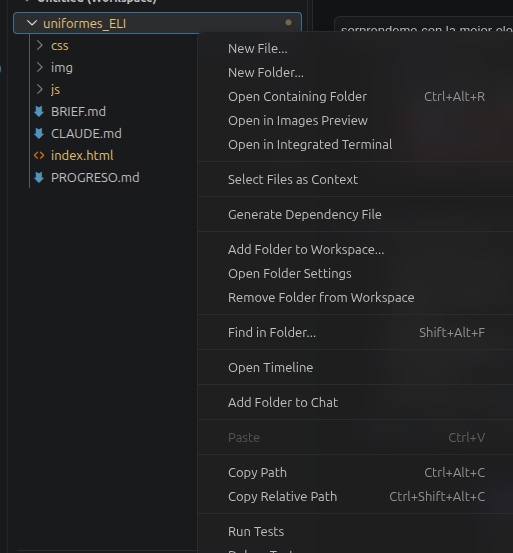 Untitled (Workspace)
uniformes_ELI
css
img
js
BRIEF.md
CLAUDE.md
index.html
PROGRESO.md
sorprendeme con la mejor
New File...
New Folder...
Open Containing Folder Ctrl+Alt+R
Open in Images Preview
Open in Integrated Terminal
Select Files as Context
Generate Dependency File
Add Folder to Workspace...
Open Folder Settings
Remove Folder from Workspace
Find in Folder... Shift+Alt+F
Open Timeline
Add Folder to Chat
Paste Ctrl+V
Copy Path Ctrl+Alt+C
Copy Relative Path Ctrl+Shift+Alt+C
Run Tests